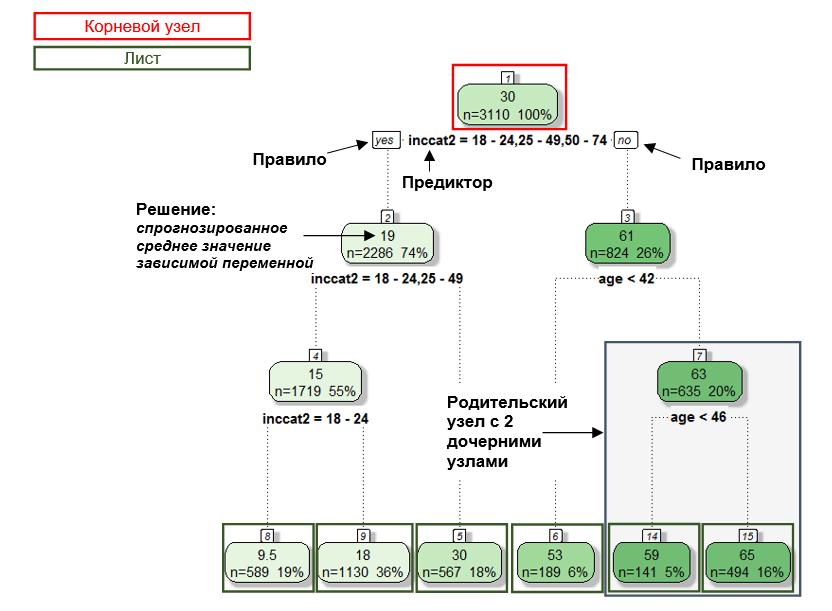 Корневой узел
Лист
1
30
n=3110 100%
yes
inccat2 = 18 - 24,25 - 49,50 - 74
no
Правило
Предиктор
Правило
Решение:
спрогнозированное
среднее значение
зависимой переменной
2
19
n=2286 74%
inccat2 = 18 - 24,25 - 49
3
61
n=824 26%
age < 42
4
15
n=1719 55%
inccat2 = 18 - 24
7
63
n=635 20%
age < 46
Родительский
узел с 2
дочерними
узлами
8
9.5
n=589 19%
9
18
n=1130 36%
5
30
n=567 18%
6
53
n=189 6%
14
59
n=141 5%
15
65
n=494 16%